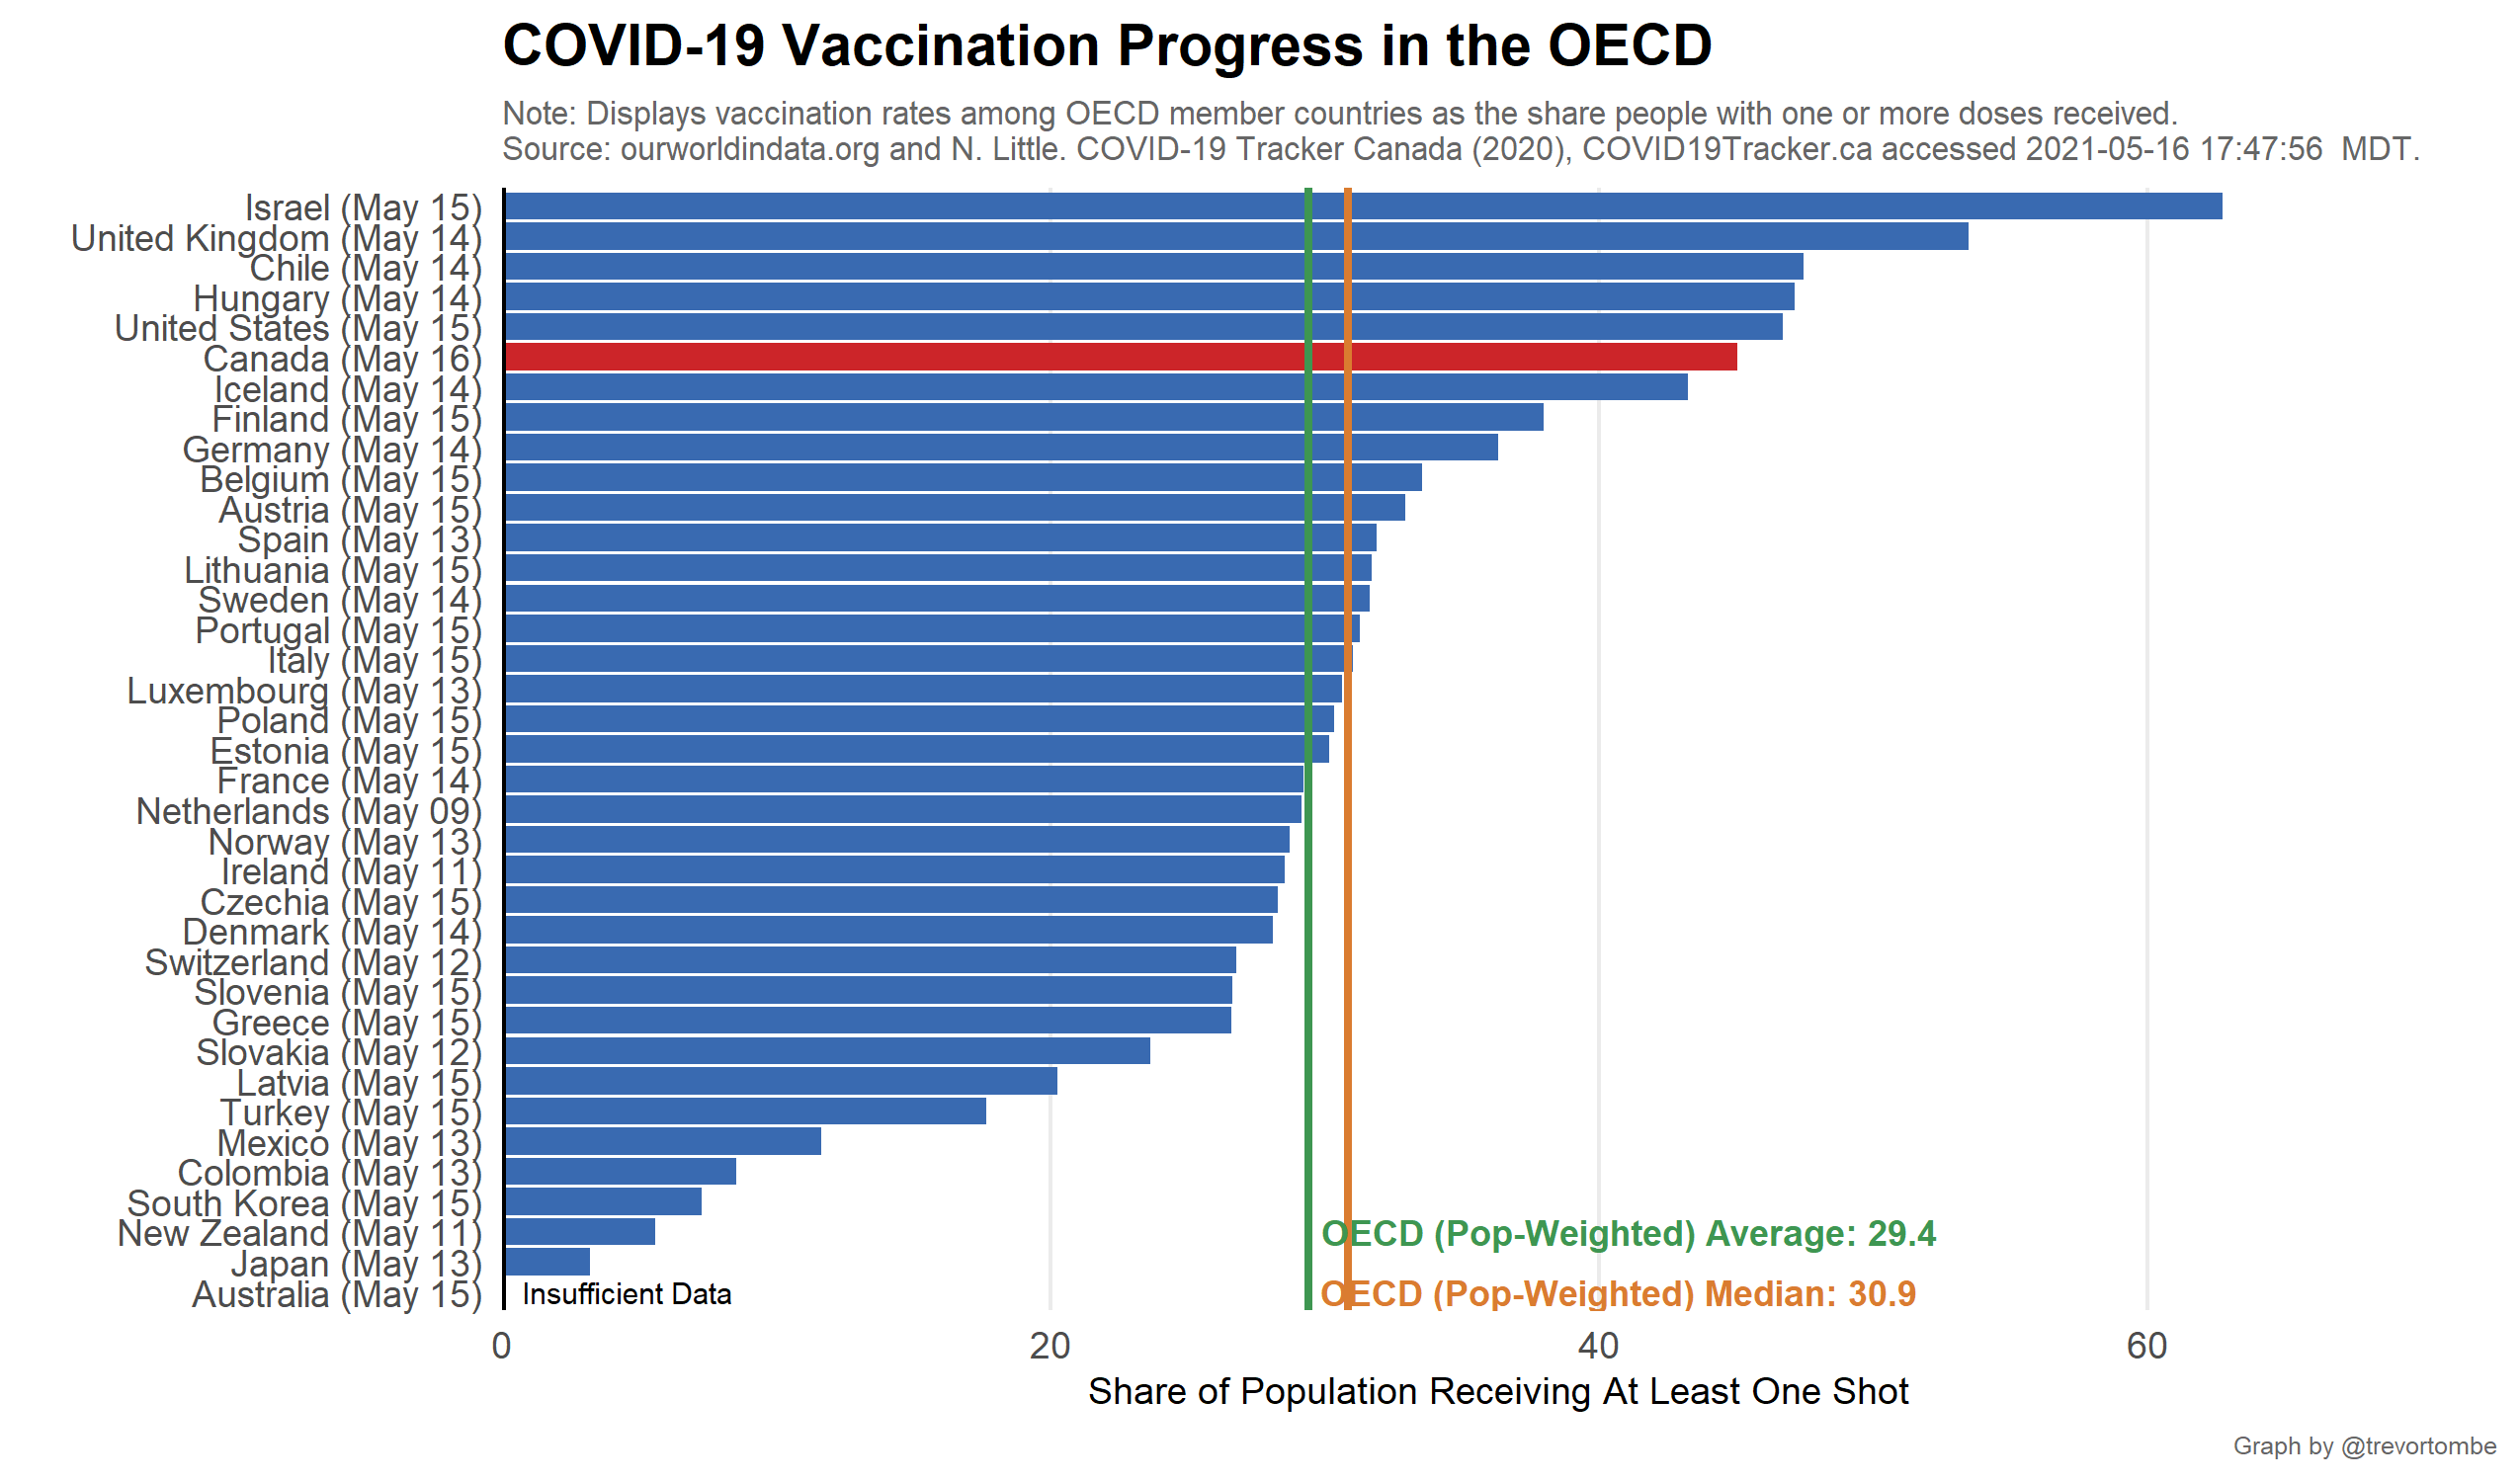 COVID-19 Vaccination Progress in the OECD
Note: Displays vaccination rates among OECD member countries as the share people with one or more doses received.
Source: ourworldindata.org and N. Little. COVID-19 Tracker Canada (2020), COVID19Tracker.ca accessed 2021-05-16 17:47:56  MDT.
Israel (May 15)
United Kingdom (May 14)
Chile (May 14)
Hungary (May 14)
United States (May 15)
Canada (May 16)
Iceland (May 14)
Finland (May 15)
Germany (May 14)
Belgium (May 15)
Austria (May 15)
Spain (May 13)
Lithuania (May 15)
Sweden (May 14)
Portugal (May 15)
Italy (May 15)
Luxembourg (May 13)
Poland (May 15)
Estonia (May 15)
France (May 14)
Netherlands (May 09)
Norway (May 13)
Ireland (May 11)
Czechia (May 15)
Denmark (May 14)
Switzerland (May 12)
Slovenia (May 15)
Greece (May 15)
Slovakia (May 12)
Latvia (May 15)
Turkey (May 15)
Mexico (May 13)
Colombia (May 13)
South Korea (May 15)
New Zealand (May 11)
OECD (Pop-Weighted) Average: 29.4
Japan (May 13)
Australia (May 15)
Insufficient Data
OECD (Pop-Weighted) Median: 30.9
0 20 40 60
Share of Population Receiving At Least One Shot
Graph by @trevortombe